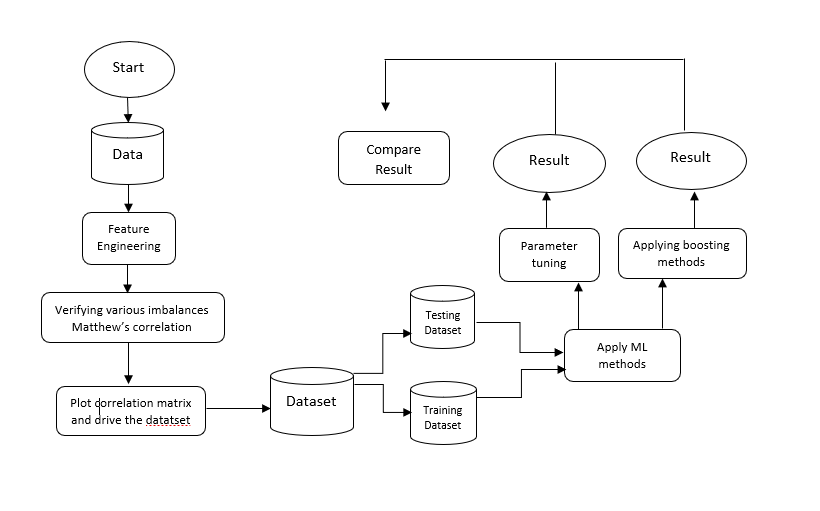 Start
Data
Feature
Engineering
Verifying various imbalances
Matthew's correlation
Plot correlation matrix
and drive the datatset
Dataset
Testing
Dataset
Training
Dataset
Apply ML
methods
Parameter
tuning
Applying boosting
methods
Result
Result
Compare
Result